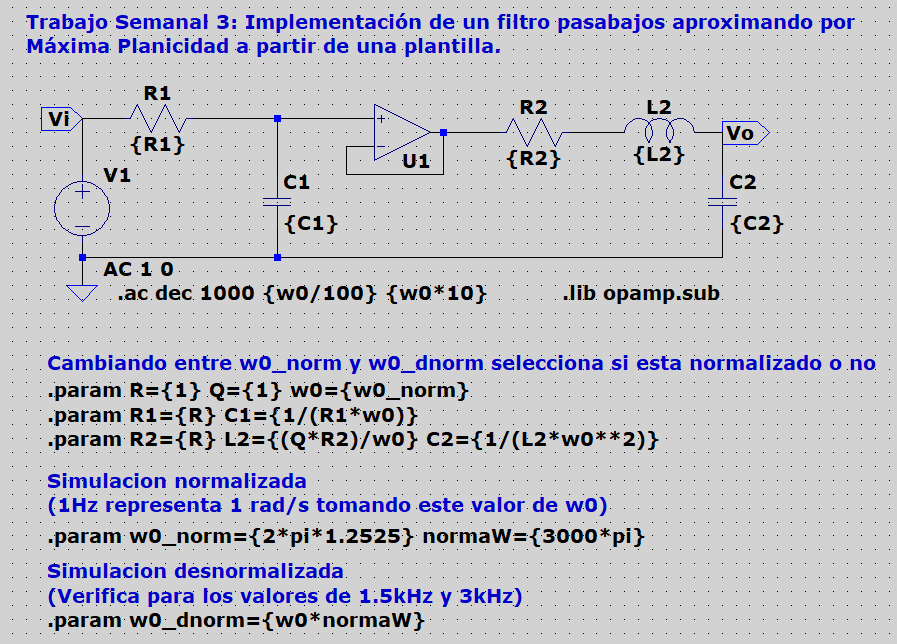 Trabajo Semanal 3: Implementación de un filtro pasabajos aproximando por
Máxima Planicidad a partir de una plantilla.
Vi
R1
{R1}
V1
C1
{C1}
+
−
U1
R2
{R2}
L2
{L2}
Vo
C2
{C2}
+
−
AC 1 0
.ac dec 1000 {w0/100} {w0*10}
.lib opamp.sub
Cambiando entre w0_norm y w0_dnorm selecciona si esta normalizado o no
.param R={1} Q={1} w0={w0_norm}
.param R1={R} C1={1/(R1*w0)}
.param R2={R} L2={(Q*R2)/w0} C2={1/(L2*w0**2)}
Simulacion normalizada
(1Hz representa 1 rad/s tomando este valor de w0)
.param w0_norm={2*pi*1.2525} normaW={3000*pi}
Simulacion desnormalizada
(Verifica para los valores de 1.5kHz y 3kHz)
.param w0_dnorm={w0*normaW}